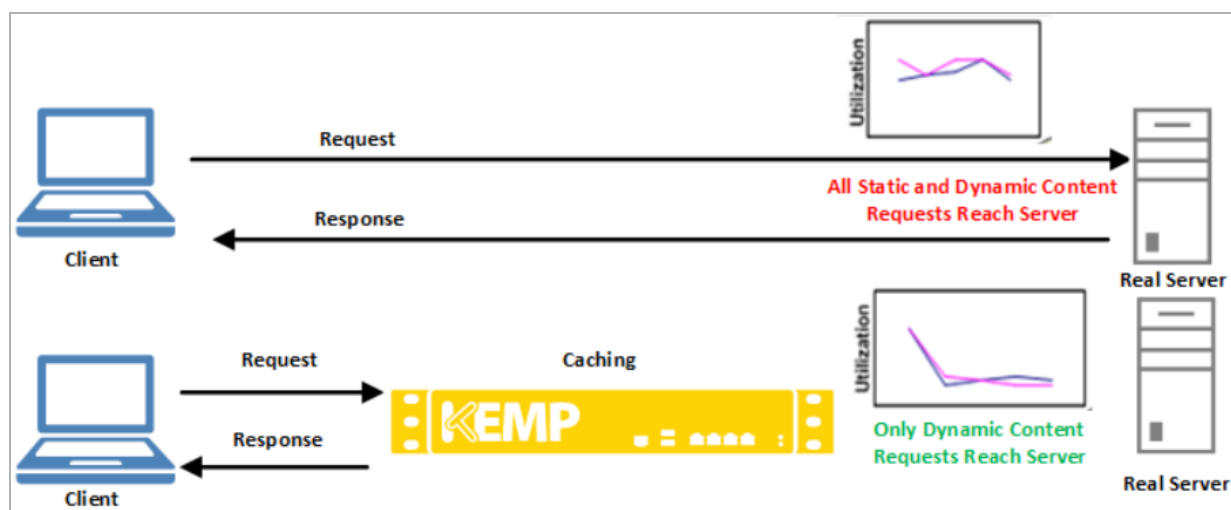 Utilization
Request
All Static and Dynamic Content
Requests Reach Server
Response
Client
Real Server
Request
Caching
Utilization
KEMP
Only Dynamic Content
Requests Reach Server
Response
Client
Real Server